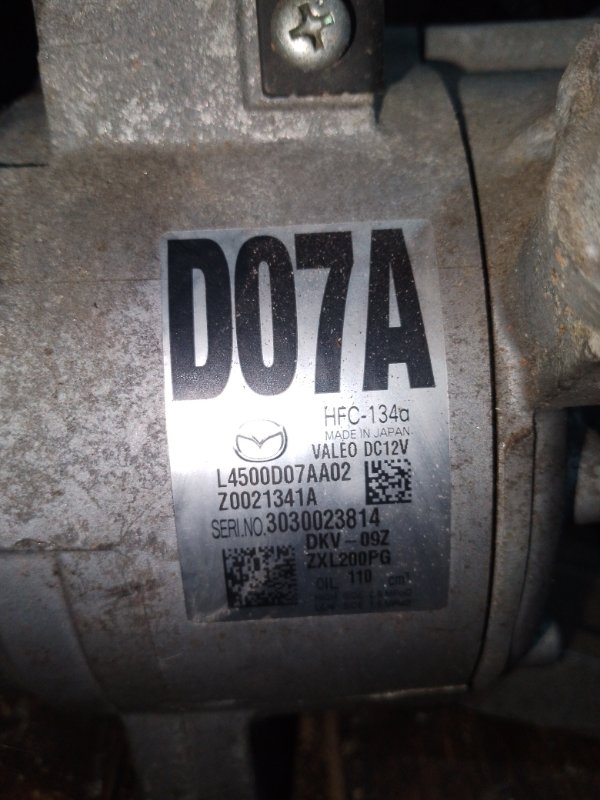 D07A
HFC-134a
MADE IN JAPAN
VALEO DC12V
L4500D07AA02
Z0021341A
SERI.NO.3030023814
DKV-09Z
ZXL200PG
OIL 110 cm³